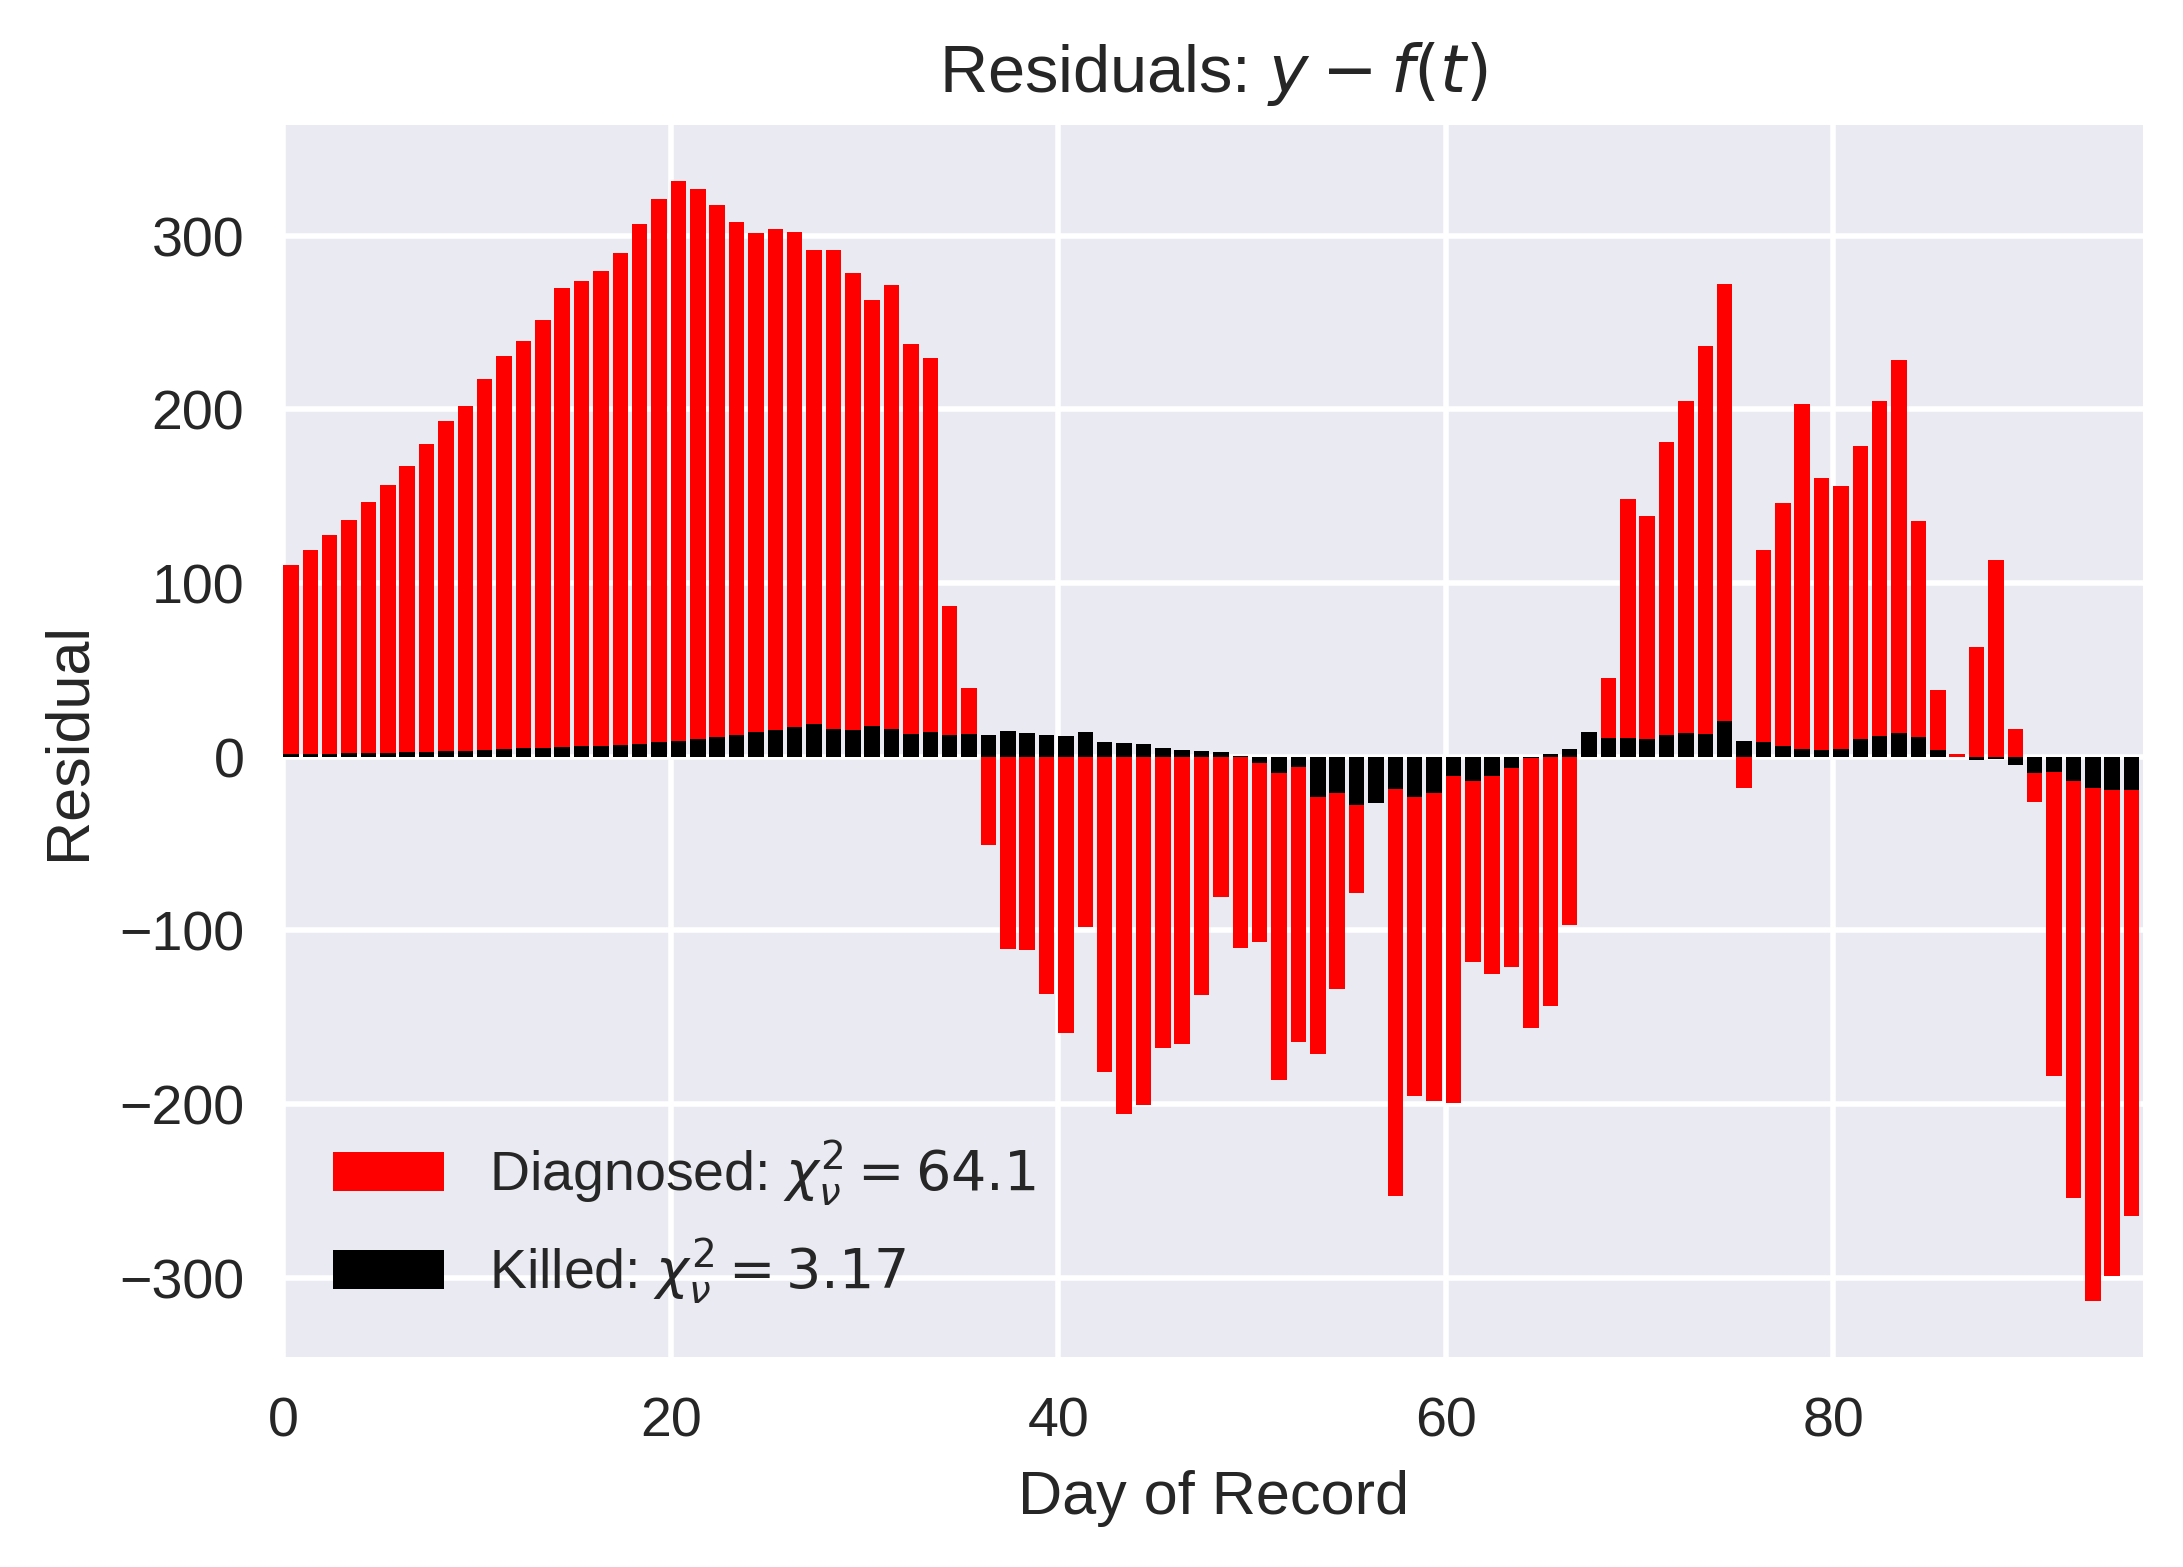 Residuals: y − f(t)
300
200
100
0
−100
−200
−300
Residual
Diagnosed: χ²ᵥ = 64.1
Killed: χ²ᵥ = 3.17
0 20 40 60 80
Day of Record